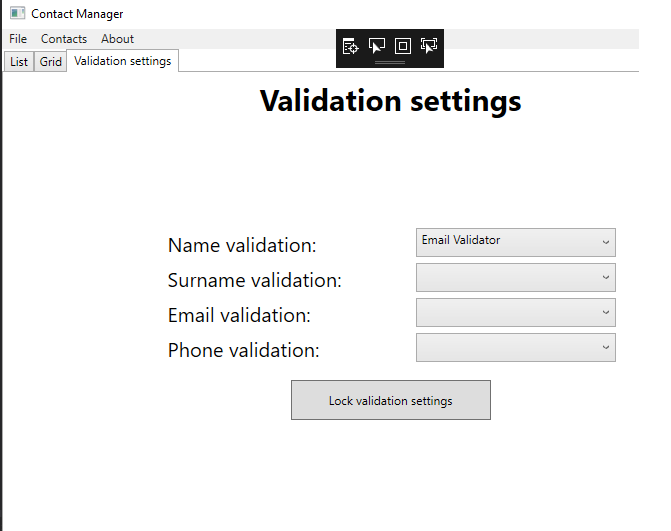 Contact Manager
File Contacts About
List Grid Validation settings
Validation settings
Name validation: Email Validator
Surname validation:
Email validation:
Phone validation:
Lock validation settings